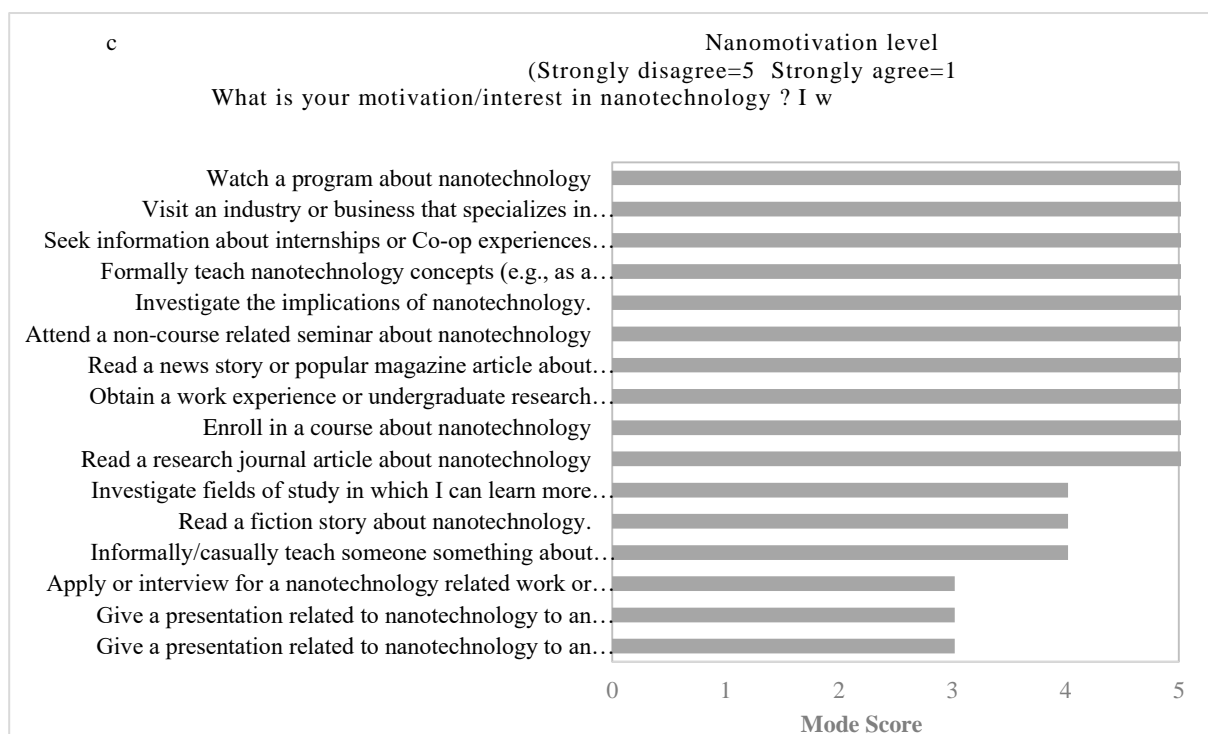 c
Nanomotivation level
(Strongly disagree=5 Strongly agree=1
What is your motivation/interest in nanotechnology ? I w
Watch a program about nanotechnology
Visit an industry or business that specializes in…
Seek information about internships or Co-op experiences…
Formally teach nanotechnology concepts (e.g., as a…
Investigate the implications of nanotechnology.
Attend a non-course related seminar about nanotechnology
Read a news story or popular magazine article about…
Obtain a work experience or undergraduate research…
Enroll in a course about nanotechnology
Read a research journal article about nanotechnology
Investigate fields of study in which I can learn more…
Read a fiction story about nanotechnology.
Informally/casually teach someone something about…
Apply or interview for a nanotechnology related work or…
Give a presentation related to nanotechnology to an…
Give a presentation related to nanotechnology to an…
0 1 2 3 4 5
Mode Score